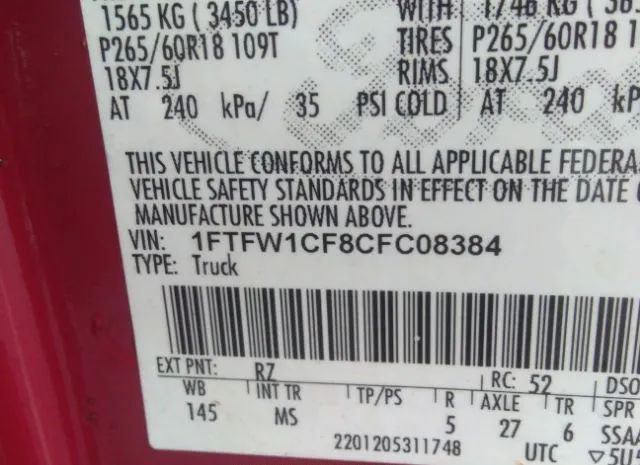 1565 KG ( 3450 LB) WITH 1746 KG
P265/60R18 109T TIRES P265/60R18
18X7.5J RIMS 18X7.5J
AT 240 kPa/ 35 PSI COLD AT 240
THIS VEHICLE CONFORMS TO ALL APPLICABLE
VEHICLE SAFETY STANDARDS IN EFFECT ON THE DATE
MANUFACTURE SHOWN ABOVE.
VIN: 1FTFW1CF8CFC08384
TYPE: Truck
EXT PNT: RZ RC: 52 DSO
WB INT TR TP/PS R AXLE TR SPR
145 MS 5 27 6
2201205311748 UTC